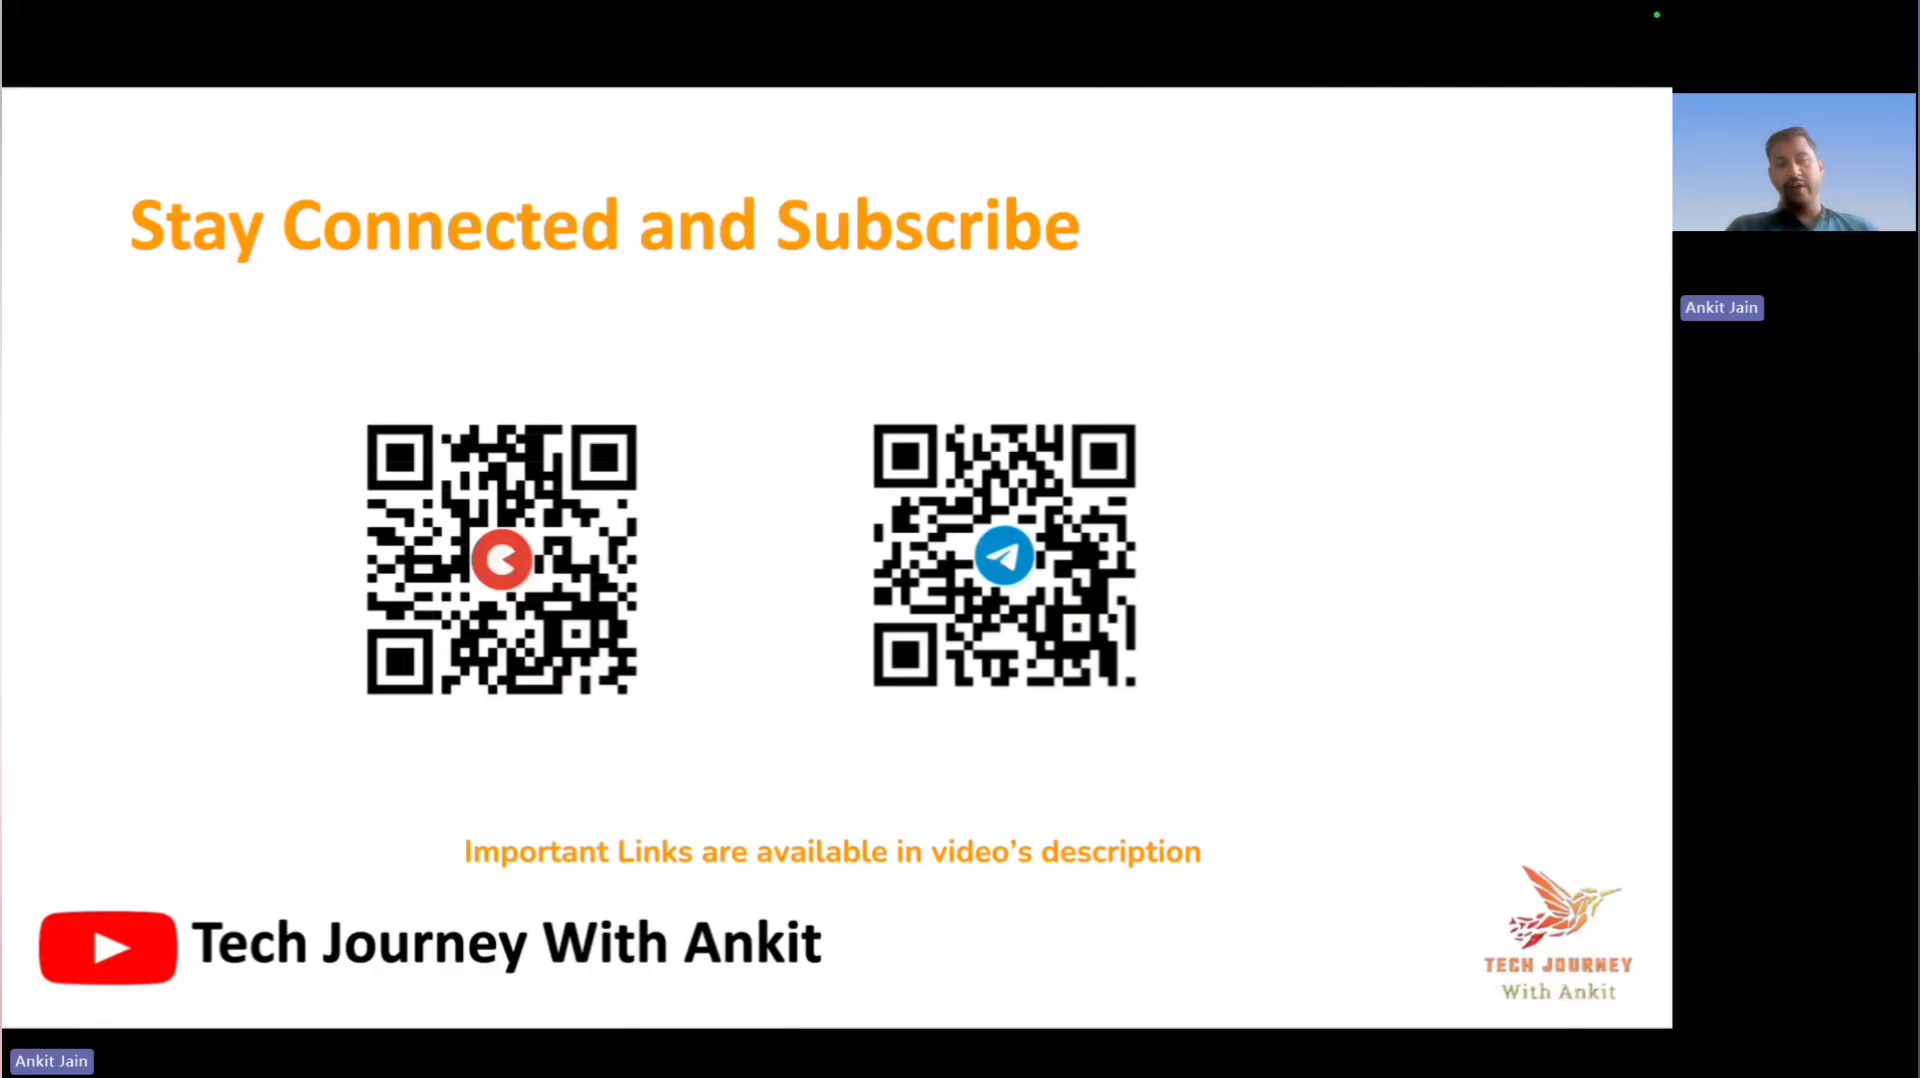 Stay Connected and Subscribe
Ankit Jain
Important Links are available in video’s description
Tech Journey With Ankit
TECH JOURNEY
With Ankit
Ankit Jain